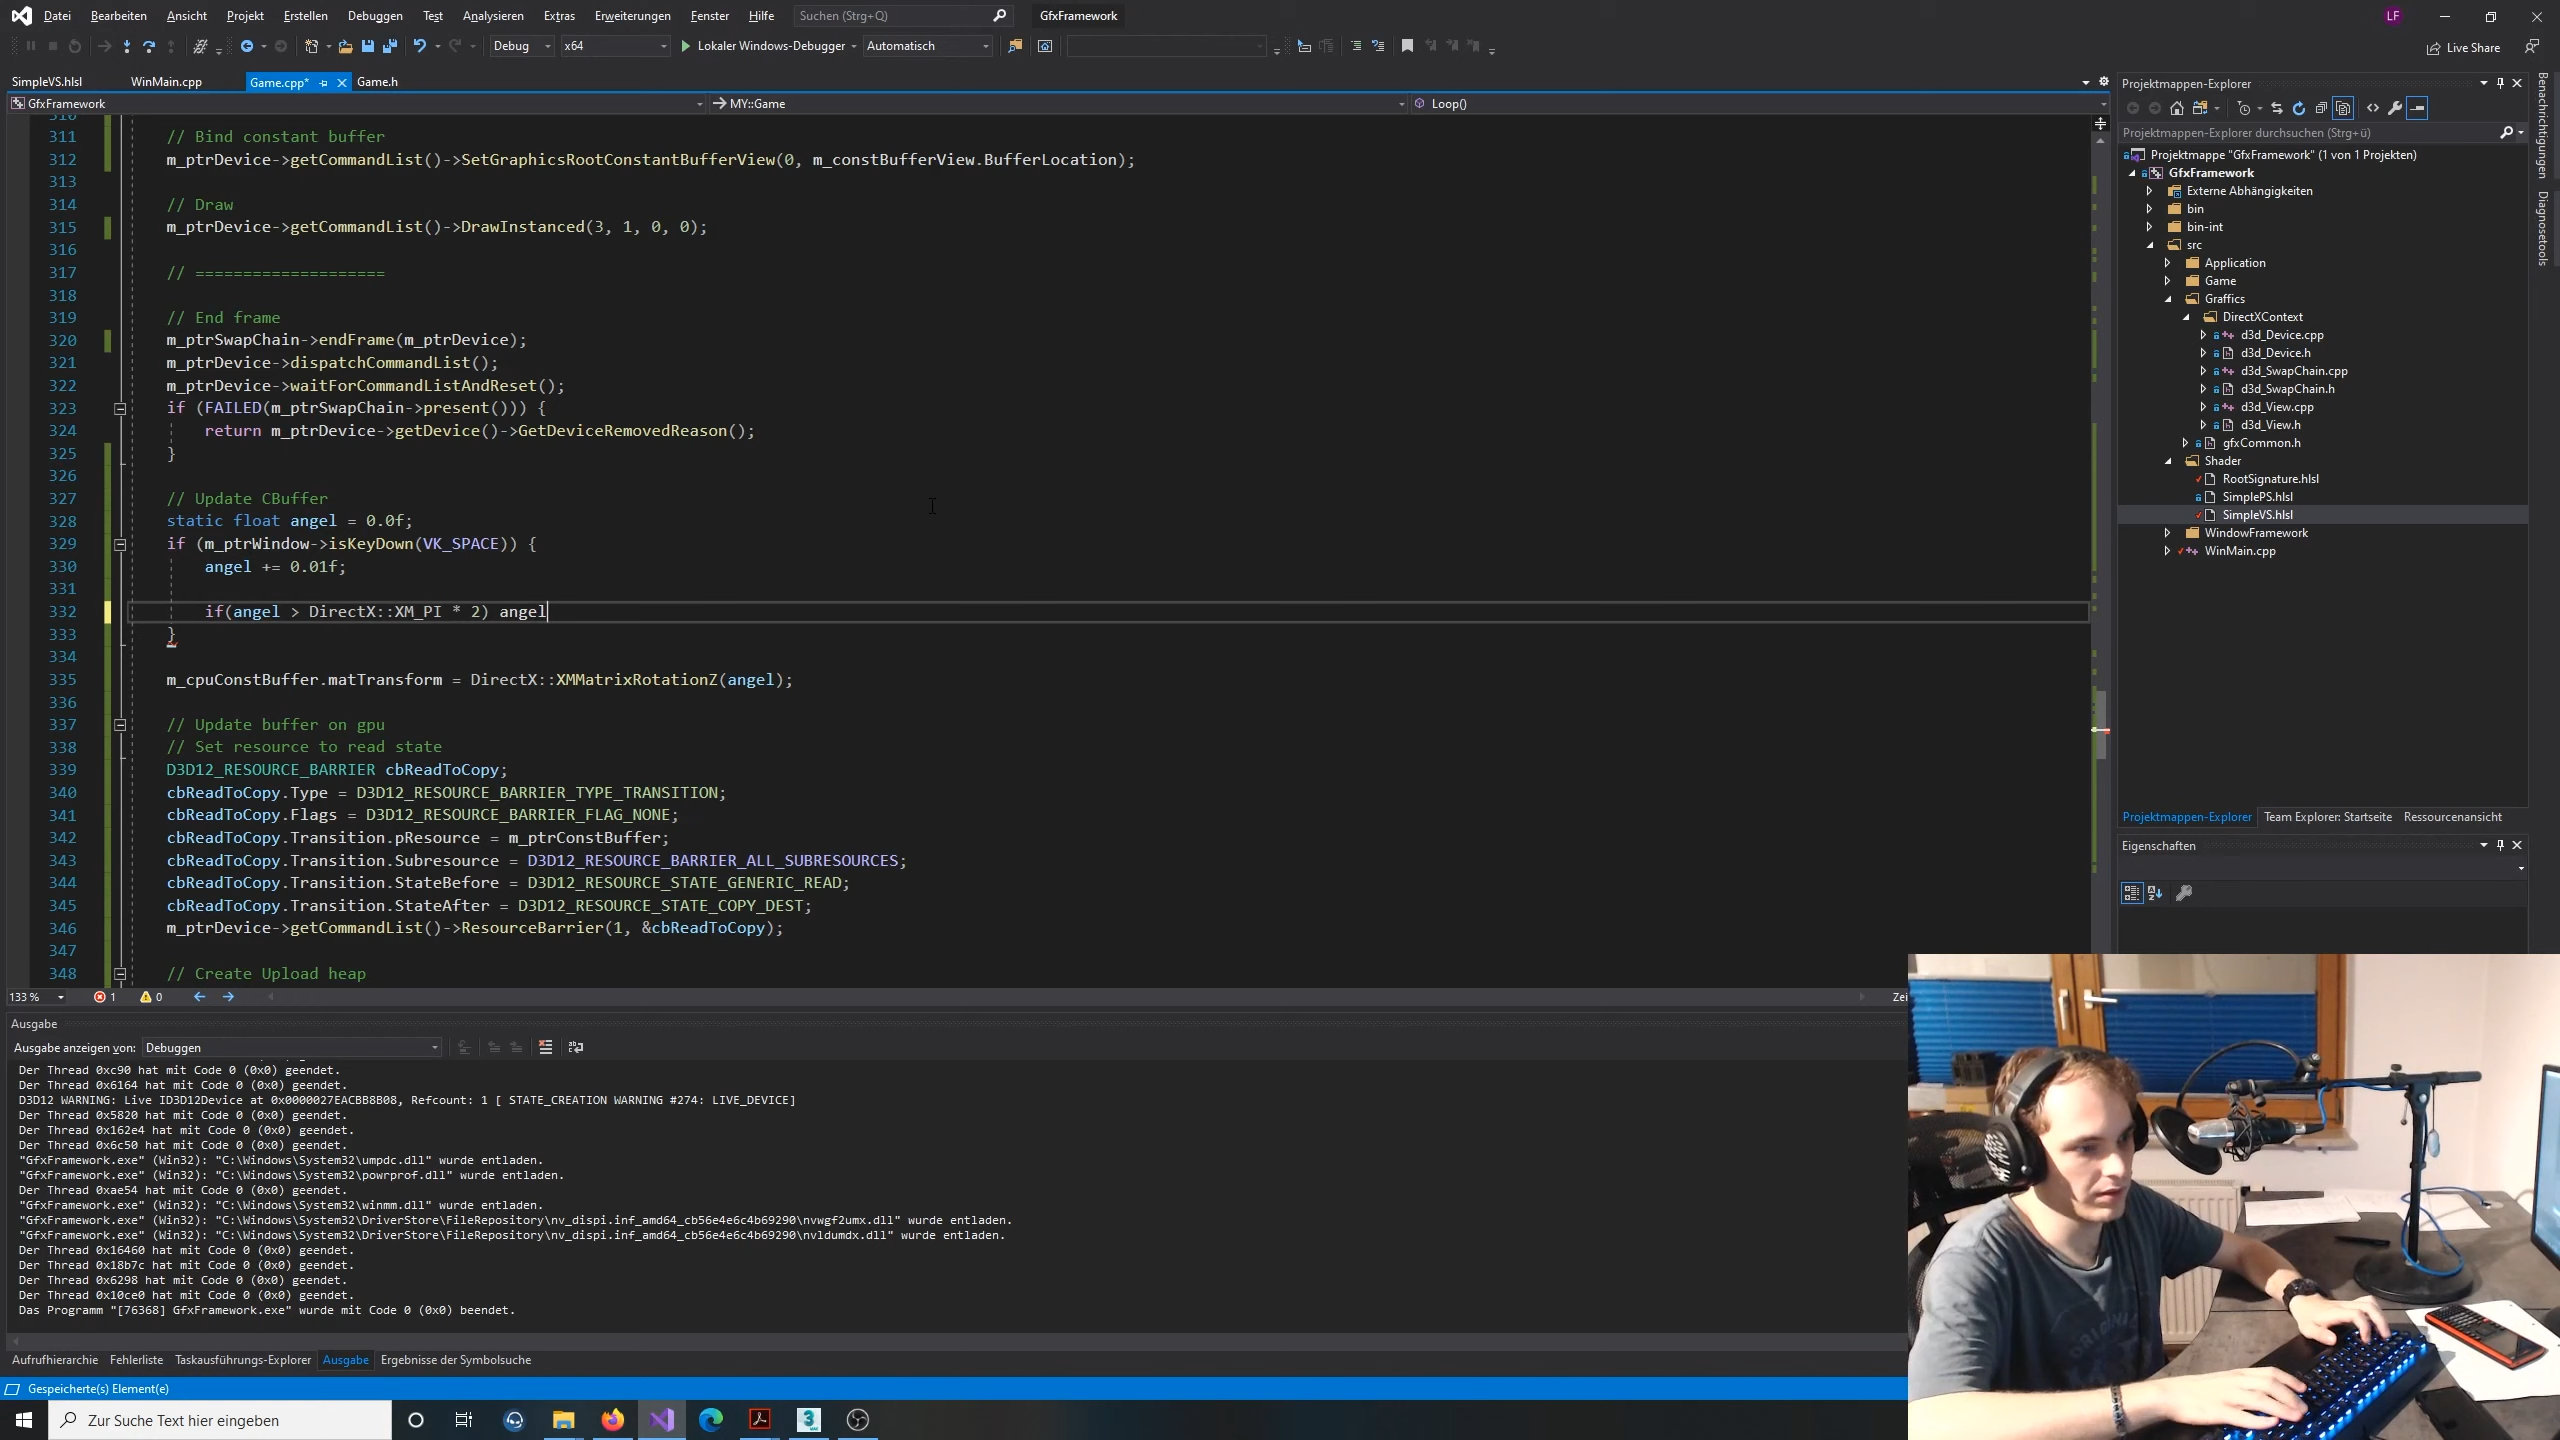 Datei Bearbeiten Ansicht Projekt Erstellen Debuggen Test Analysieren Extras Erweiterungen Fenster Hilfe Suchen (Strg+Q) GfxFramework LF
Debug x64 Lokaler Windows-Debugger Automatisch Live Share
SimpleVS.hlsl WinMain.cpp Game.cpp* Game.h
GfxFramework MY::Game Loop()
310
311 // Bind constant buffer
312 m_ptrDevice->getCommandList()->SetGraphicsRootConstantBufferView(0, m_constBufferView.BufferLocation);
313
314 // Draw
315 m_ptrDevice->getCommandList()->DrawInstanced(3, 1, 0, 0);
316
317 // ====================
318
319 // End frame
320 m_ptrSwapChain->endFrame(m_ptrDevice);
321 m_ptrDevice->dispatchCommandList();
322 m_ptrDevice->waitForCommandListAndReset();
323 if (FAILED(m_ptrSwapChain->present())) {
324 return m_ptrDevice->getDevice()->GetDeviceRemovedReason();
325 }
326
327 // Update CBuffer
328 static float angel = 0.0f;
329 if (m_ptrWindow->isKeyDown(VK_SPACE)) {
330 angel += 0.01f;
331
332 if(angel > DirectX::XM_PI * 2) angel
333 }
334
335 m_cpuConstBuffer.matTransform = DirectX::XMMatrixRotationZ(angel);
336
337 // Update buffer on gpu
338 // Set resource to read state
339 D3D12_RESOURCE_BARRIER cbReadToCopy;
340 cbReadToCopy.Type = D3D12_RESOURCE_BARRIER_TYPE_TRANSITION;
341 cbReadToCopy.Flags = D3D12_RESOURCE_BARRIER_FLAG_NONE;
342 cbReadToCopy.Transition.pResource = m_ptrConstBuffer;
343 cbReadToCopy.Transition.Subresource = D3D12_RESOURCE_BARRIER_ALL_SUBRESOURCES;
344 cbReadToCopy.Transition.StateBefore = D3D12_RESOURCE_STATE_GENERIC_READ;
345 cbReadToCopy.Transition.StateAfter = D3D12_RESOURCE_STATE_COPY_DEST;
346 m_ptrDevice->getCommandList()->ResourceBarrier(1, &cbReadToCopy);
347
348 // Create Upload heap
133 % 1 0
Projektmappen-Explorer
Projektmappen-Explorer durchsuchen (Strg+ü)
Projektmappe "GfxFramework" (1 von 1 Projekten)
GfxFramework
Externe Abhängigkeiten
bin
bin-int
src
Application
Game
Graffics
DirectXContext
d3d_Device.cpp
d3d_Device.h
d3d_SwapChain.cpp
d3d_SwapChain.h
d3d_View.cpp
d3d_View.h
gfxCommon.h
Shader
RootSignature.hlsl
SimplePS.hlsl
SimpleVS.hlsl
WindowFramework
WinMain.cpp
Projektmappen-Explorer Team Explorer: Startseite Ressourcenansicht
Eigenschaften
Benachrichtigungen
Diagnosetools
Ausgabe
Ausgabe anzeigen von: Debuggen
Der Thread 0xc90 hat mit Code 0 (0x0) geendet.
Der Thread 0x6164 hat mit Code 0 (0x0) geendet.
D3D12 WARNING: Live ID3D12Device at 0x0000027EACBB8B08, Refcount: 1 [ STATE_CREATION WARNING #274: LIVE_DEVICE]
Der Thread 0x5820 hat mit Code 0 (0x0) geendet.
Der Thread 0x162e4 hat mit Code 0 (0x0) geendet.
Der Thread 0x6c50 hat mit Code 0 (0x0) geendet.
"GfxFramework.exe" (Win32): "C:\Windows\System32\umpdc.dll" wurde entladen.
"GfxFramework.exe" (Win32): "C:\Windows\System32\powrprof.dll" wurde entladen.
Der Thread 0xae54 hat mit Code 0 (0x0) geendet.
"GfxFramework.exe" (Win32): "C:\Windows\System32\winmm.dll" wurde entladen.
"GfxFramework.exe" (Win32): "C:\Windows\System32\DriverStore\FileRepository\nv_dispi.inf_amd64_cb56e4e6c4b69290\nvwgf2umx.dll" wurde entladen.
"GfxFramework.exe" (Win32): "C:\Windows\System32\DriverStore\FileRepository\nv_dispi.inf_amd64_cb56e4e6c4b69290\nvldumdx.dll" wurde entladen.
Der Thread 0x16460 hat mit Code 0 (0x0) geendet.
Der Thread 0x18b7c hat mit Code 0 (0x0) geendet.
Der Thread 0x6298 hat mit Code 0 (0x0) geendet.
Der Thread 0x10ce0 hat mit Code 0 (0x0) geendet.
Das Programm "[76368] GfxFramework.exe" wurde mit Code 0 (0x0) beendet.
Aufrufhierarchie Fehlerliste Taskausführungs-Explorer Ausgabe Ergebnisse der Symbolsuche
Gespeicherte(s) Element(e)
Zur Suche Text hier eingeben